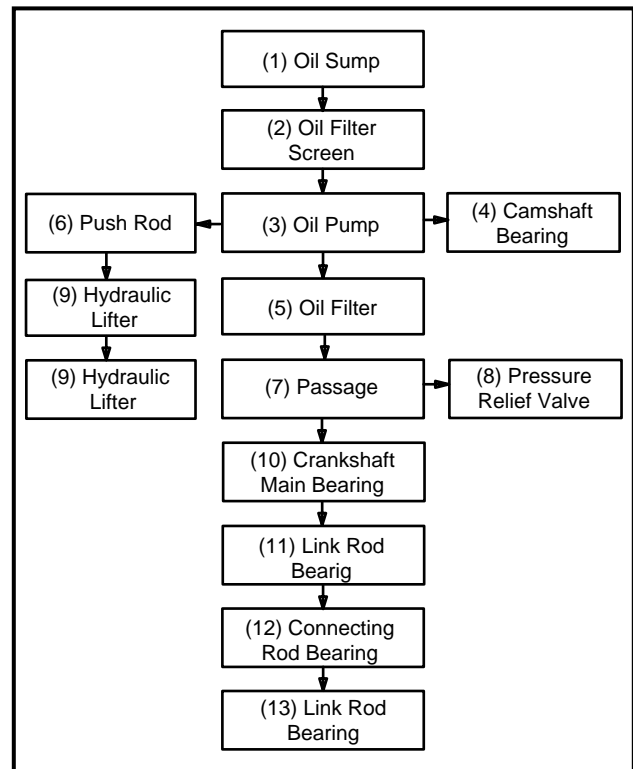 (1) Oil Sump
(2) Oil Filter
Screen
(6) Push Rod
(3) Oil Pump
(4) Camshaft
Bearing
(9) Hydraulic
Lifter
(5) Oil Filter
(9) Hydraulic
Lifter
(7) Passage
(8) Pressure
Relief Valve
(10) Crankshaft
Main Bearing
(11) Link Rod
Bearig
(12) Connecting
Rod Bearing
(13) Link Rod
Bearing